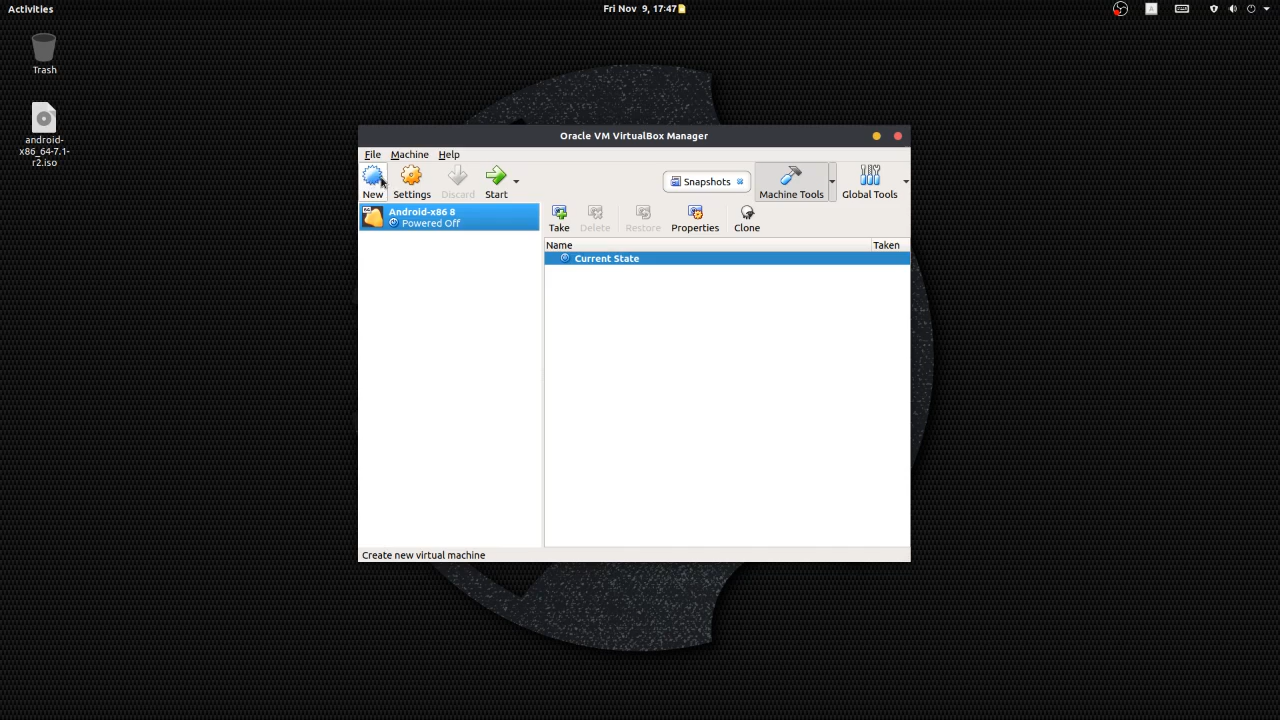 Activities
Fri Nov 9, 17:47
A
Trash
android-
x86_64-7.1-
r2.iso
Oracle VM VirtualBox Manager
File Machine Help
New Settings Discard Start
Snapshots
Machine Tools
Global Tools
Android-x86 8
Powered Off
Take Delete Restore Properties Clone
Name Taken
Current State
Create new virtual machine